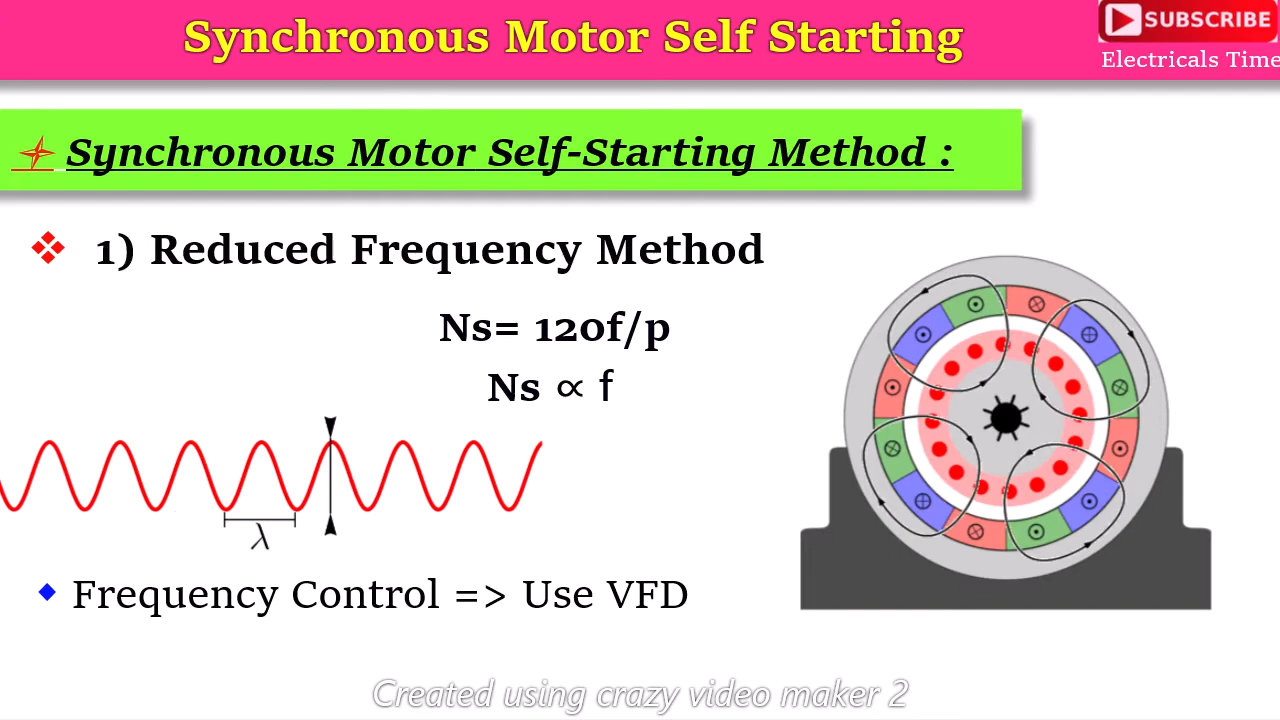 Synchronous Motor Self Starting
SUBSCRIBE
Electricals Time
Synchronous Motor Self-Starting Method :
1) Reduced Frequency Method
Ns= 120f/p
Ns ∝ f
λ
Frequency Control => Use VFD
Created using crazy video maker 2